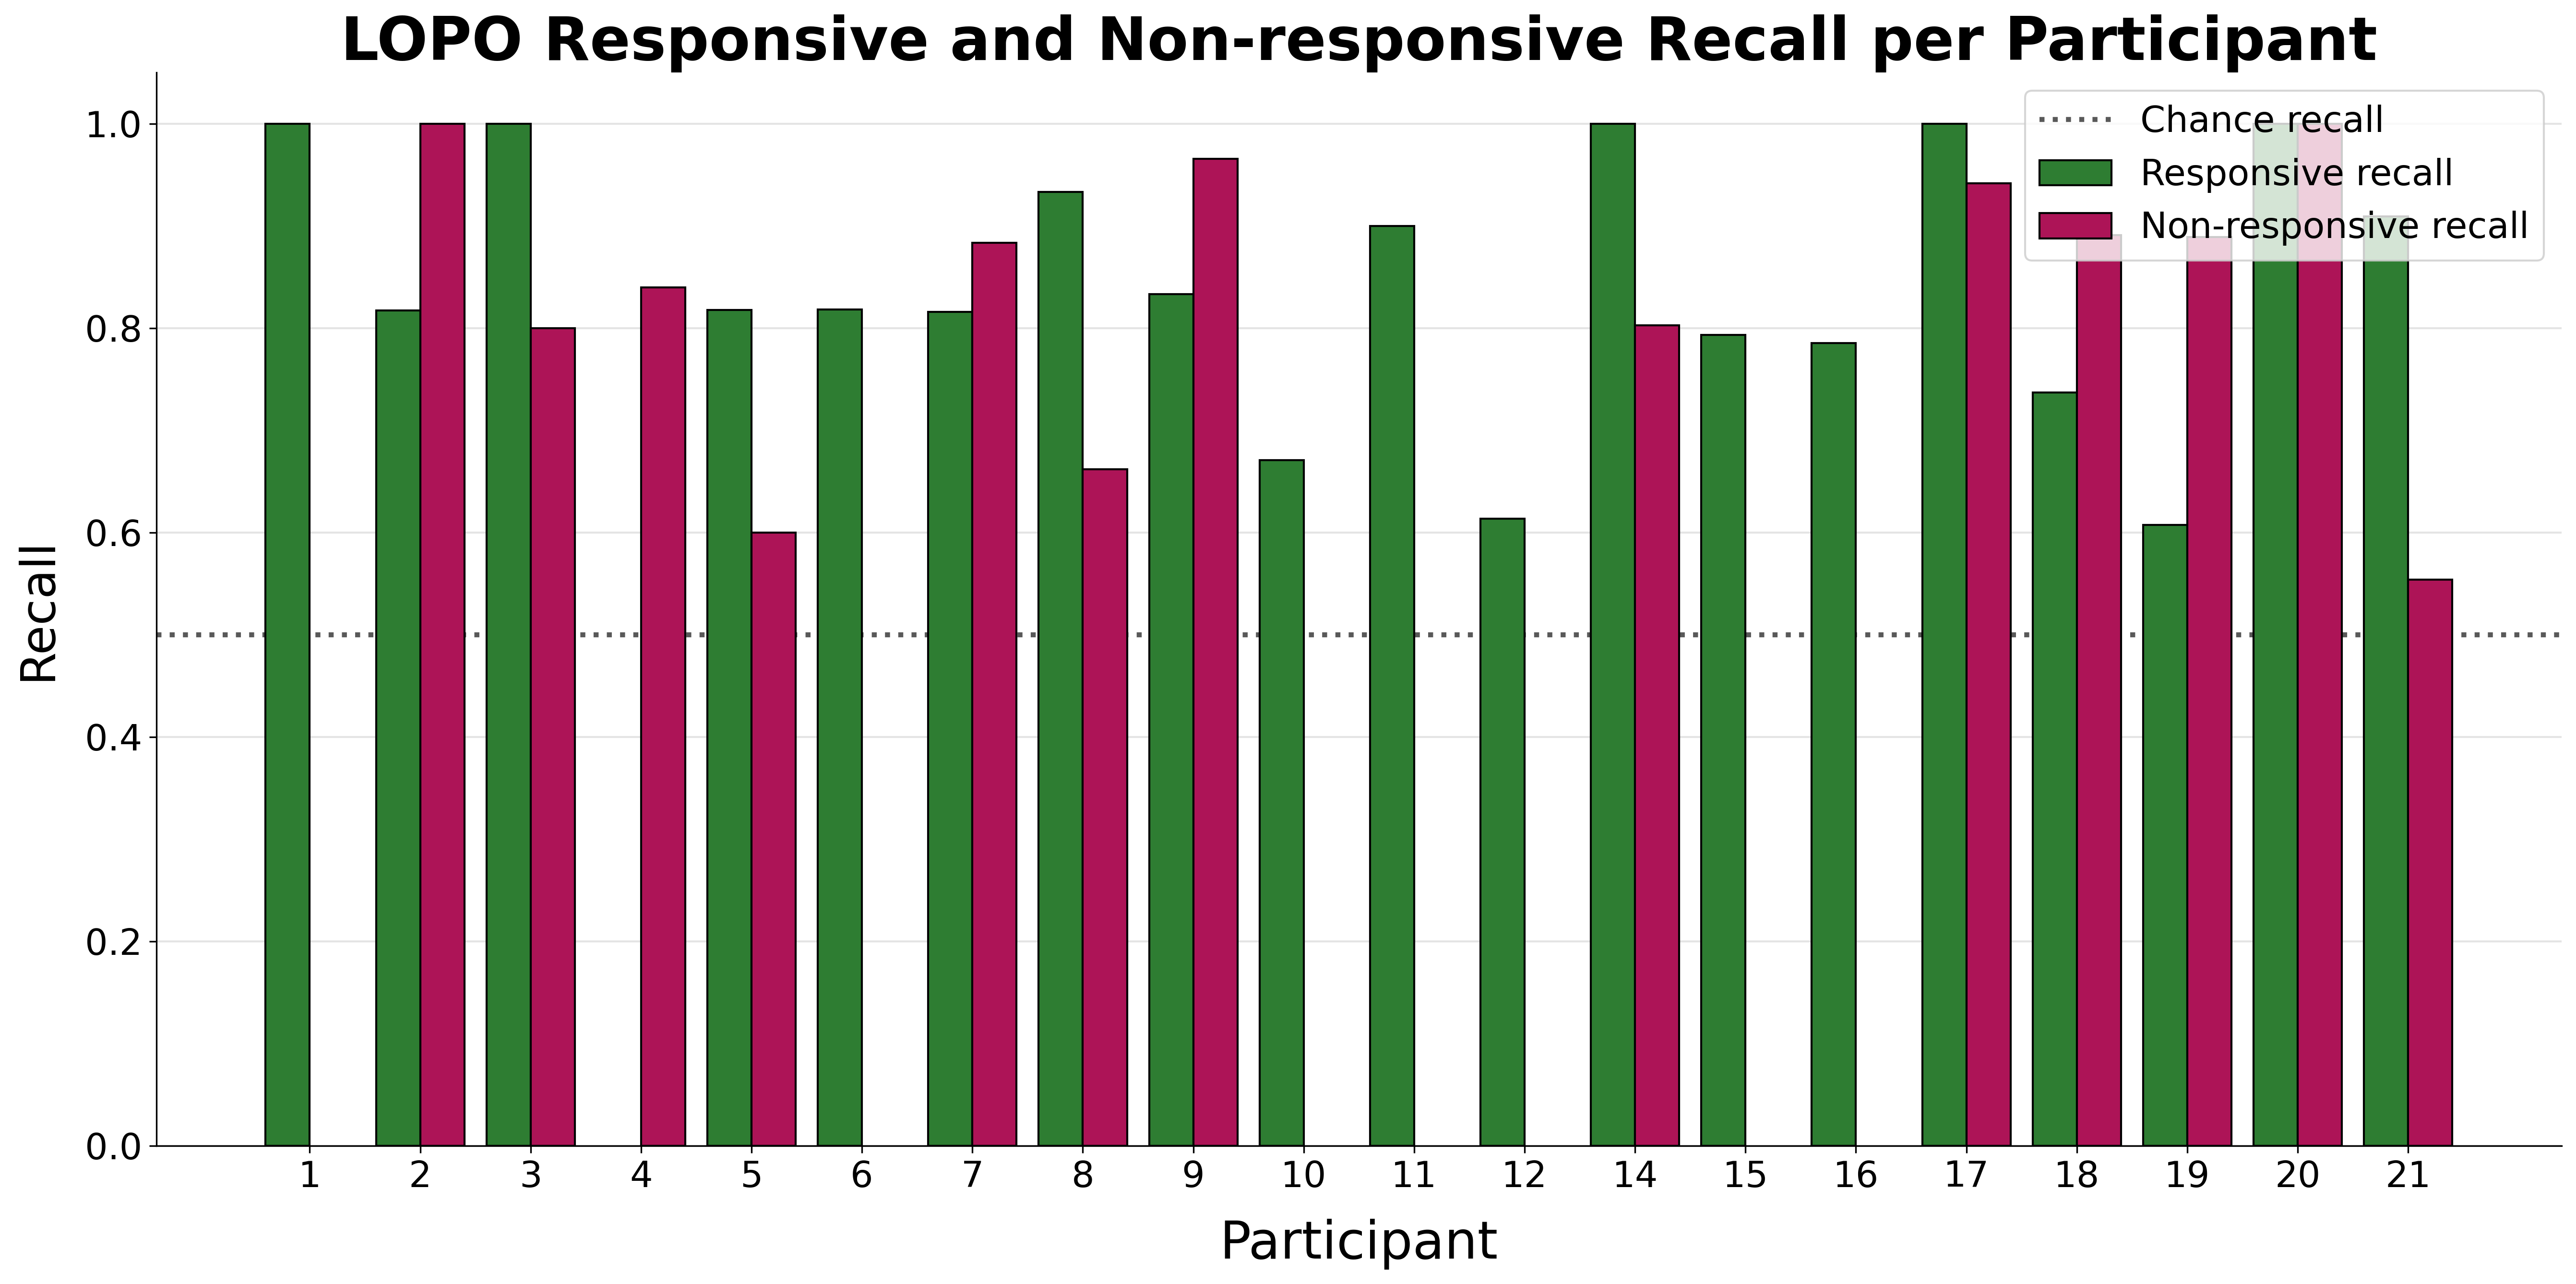 LOPO Responsive and Non-responsive Recall per Participant
Chance recall
Responsive recall
Non-responsive recall
1.0
0.8
0.6
0.4
0.2
0.0
Recall
1 2 3 4 5 6 7 8 9 10 11 12 14 15 16 17 18 19 20 21
Participant